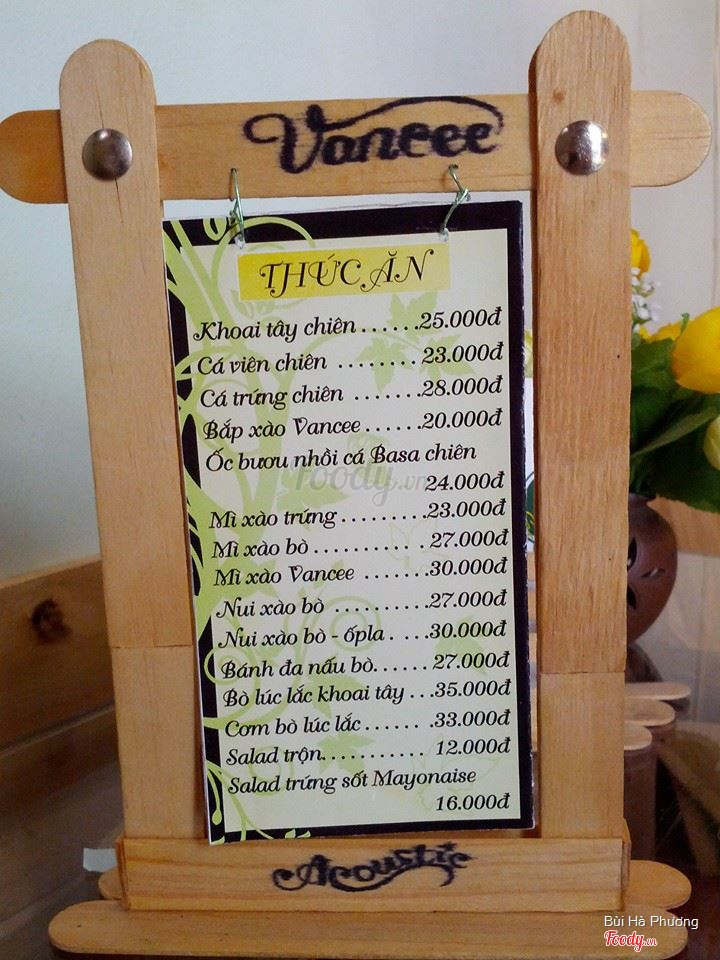 Vancee
THỨC ĂN
Khoai tây chiên . . . . . .25.000đ
Cá viên chiên . . . . . . . . 23.000đ
Cá trứng chiên . . . . . . .28.000đ
Bắp xào Vancee . . . . . .20.000đ
Ốc bươu nhồi cá Basa chiên
24.000đ
Mì xào trứng . . . . . . . . .23.000đ
Mì xào bò . . . . . . . . . . . 27.000đ
Mì xào Vancee . . . . . . .30.000đ
Nui xào bò . . . . . . . . . .27.000đ
Nui xào bò - ốpla . . . .30.000đ
Bánh đa nấu bò. . . . . . 27.000đ
Bò lúc lắc khoai tây . . .35.000đ
Cơm bò lúc lắc . . . . . . .33.000đ
Salad trộn. . . . . . . . . . . 12.000đ
Salad trứng sốt Mayonaise
16.000đ
Acoustic
Foody.vn
Bùi Hà Phương
Foody.vn